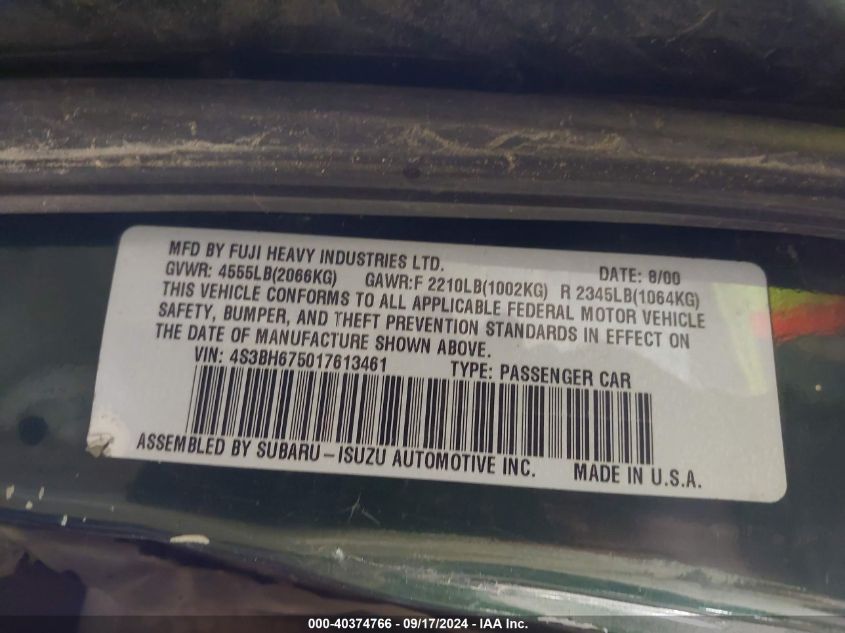 MFD BY FUJI HEAVY INDUSTRIES LTD. DATE: 8/00
GVWR: 4555LB(2066KG) GAWR:F 2210LB(1002KG) R 2345LB(1064KG)
THIS VEHICLE CONFORMS TO ALL APPLICABLE FEDERAL MOTOR VEHICLE
SAFETY, BUMPER, AND THEFT PREVENTION STANDARDS IN EFFECT ON
THE DATE OF MANUFACTURE SHOWN ABOVE.
VIN: 4S3BH675017613461 TYPE: PASSENGER CAR
ASSEMBLED BY SUBARU-ISUZU AUTOMOTIVE INC. MADE IN U.S.A.
000-40374766 - 09/17/2024 - IAA Inc.